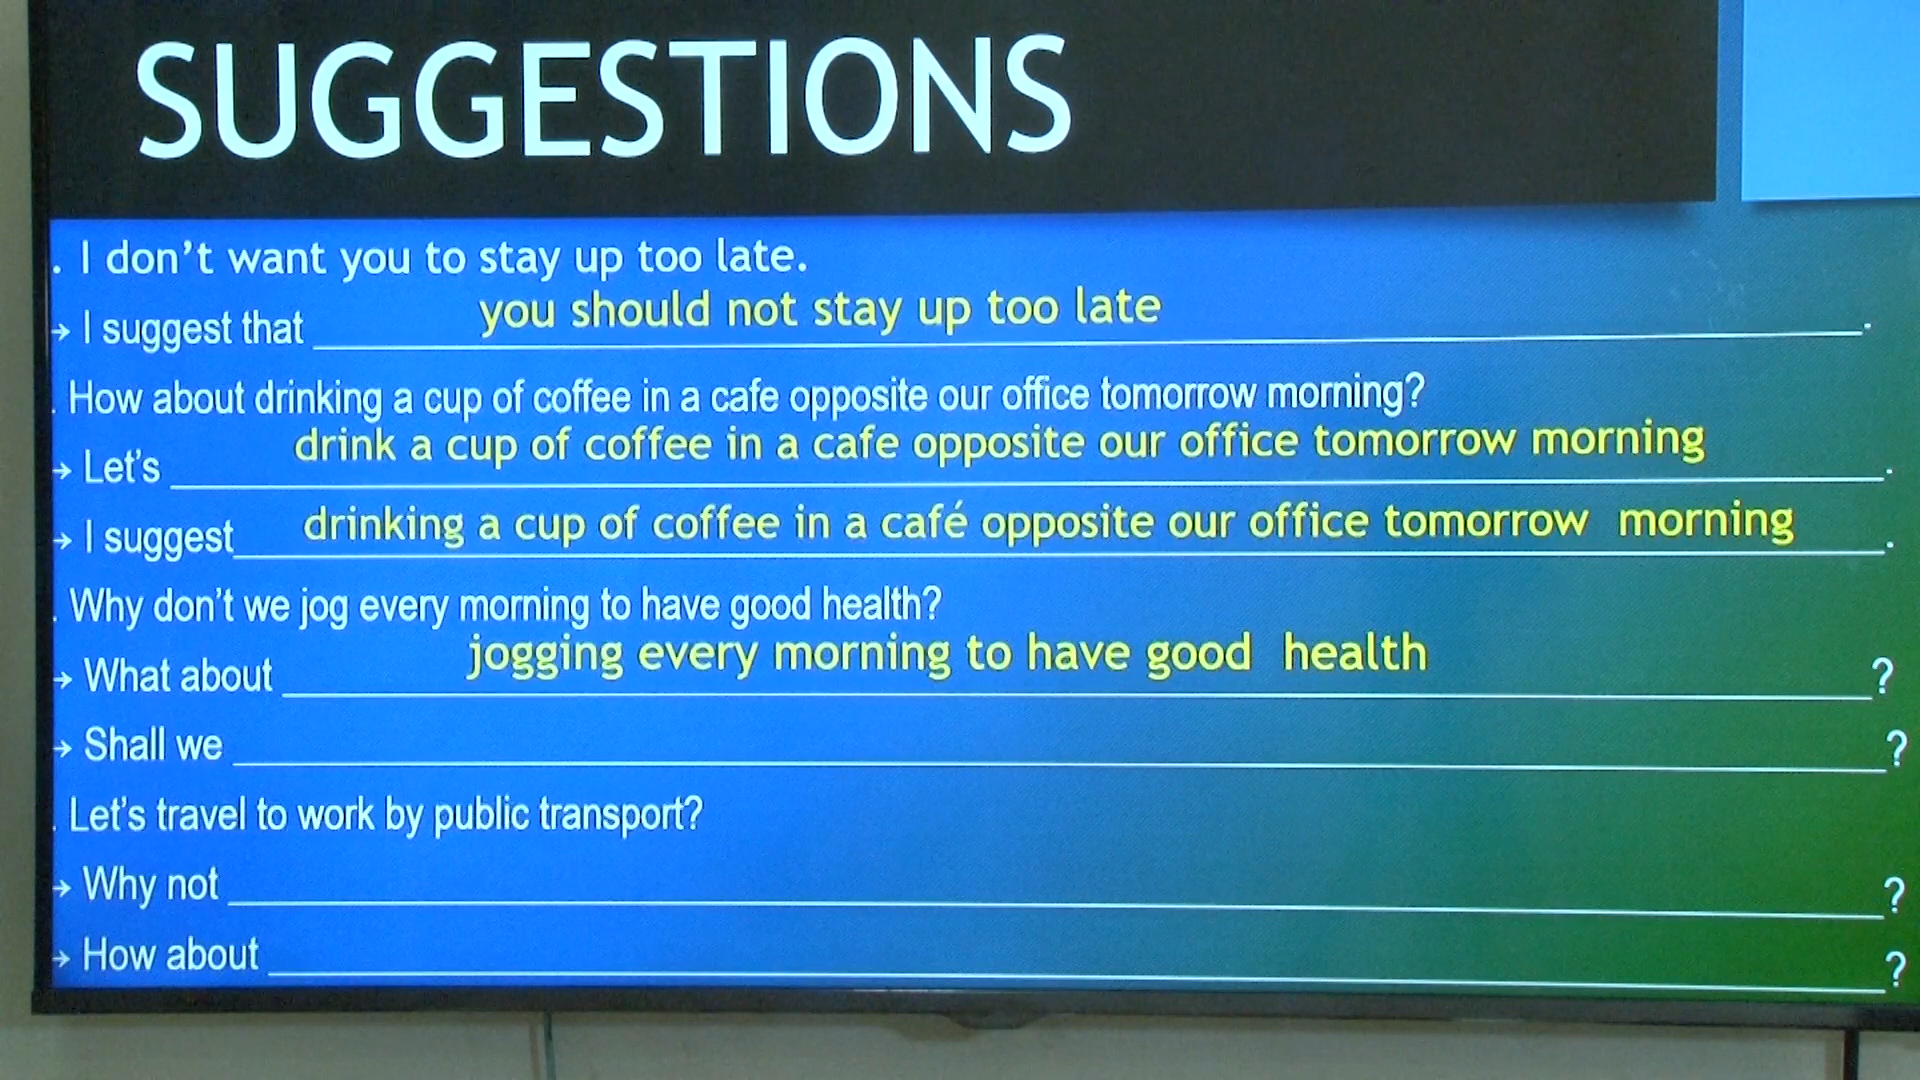 SUGGESTIONS
. I don't want you to stay up too late.
→ I suggest that you should not stay up too late.
. How about drinking a cup of coffee in a cafe opposite our office tomorrow morning?
→ Let's drink a cup of coffee in a cafe opposite our office tomorrow morning.
→ I suggest drinking a cup of coffee in a café opposite our office tomorrow morning.
. Why don't we jog every morning to have good health?
→ What about jogging every morning to have good health?
→ Shall we ____?
. Let's travel to work by public transport?
→ Why not ____?
→ How about ____?